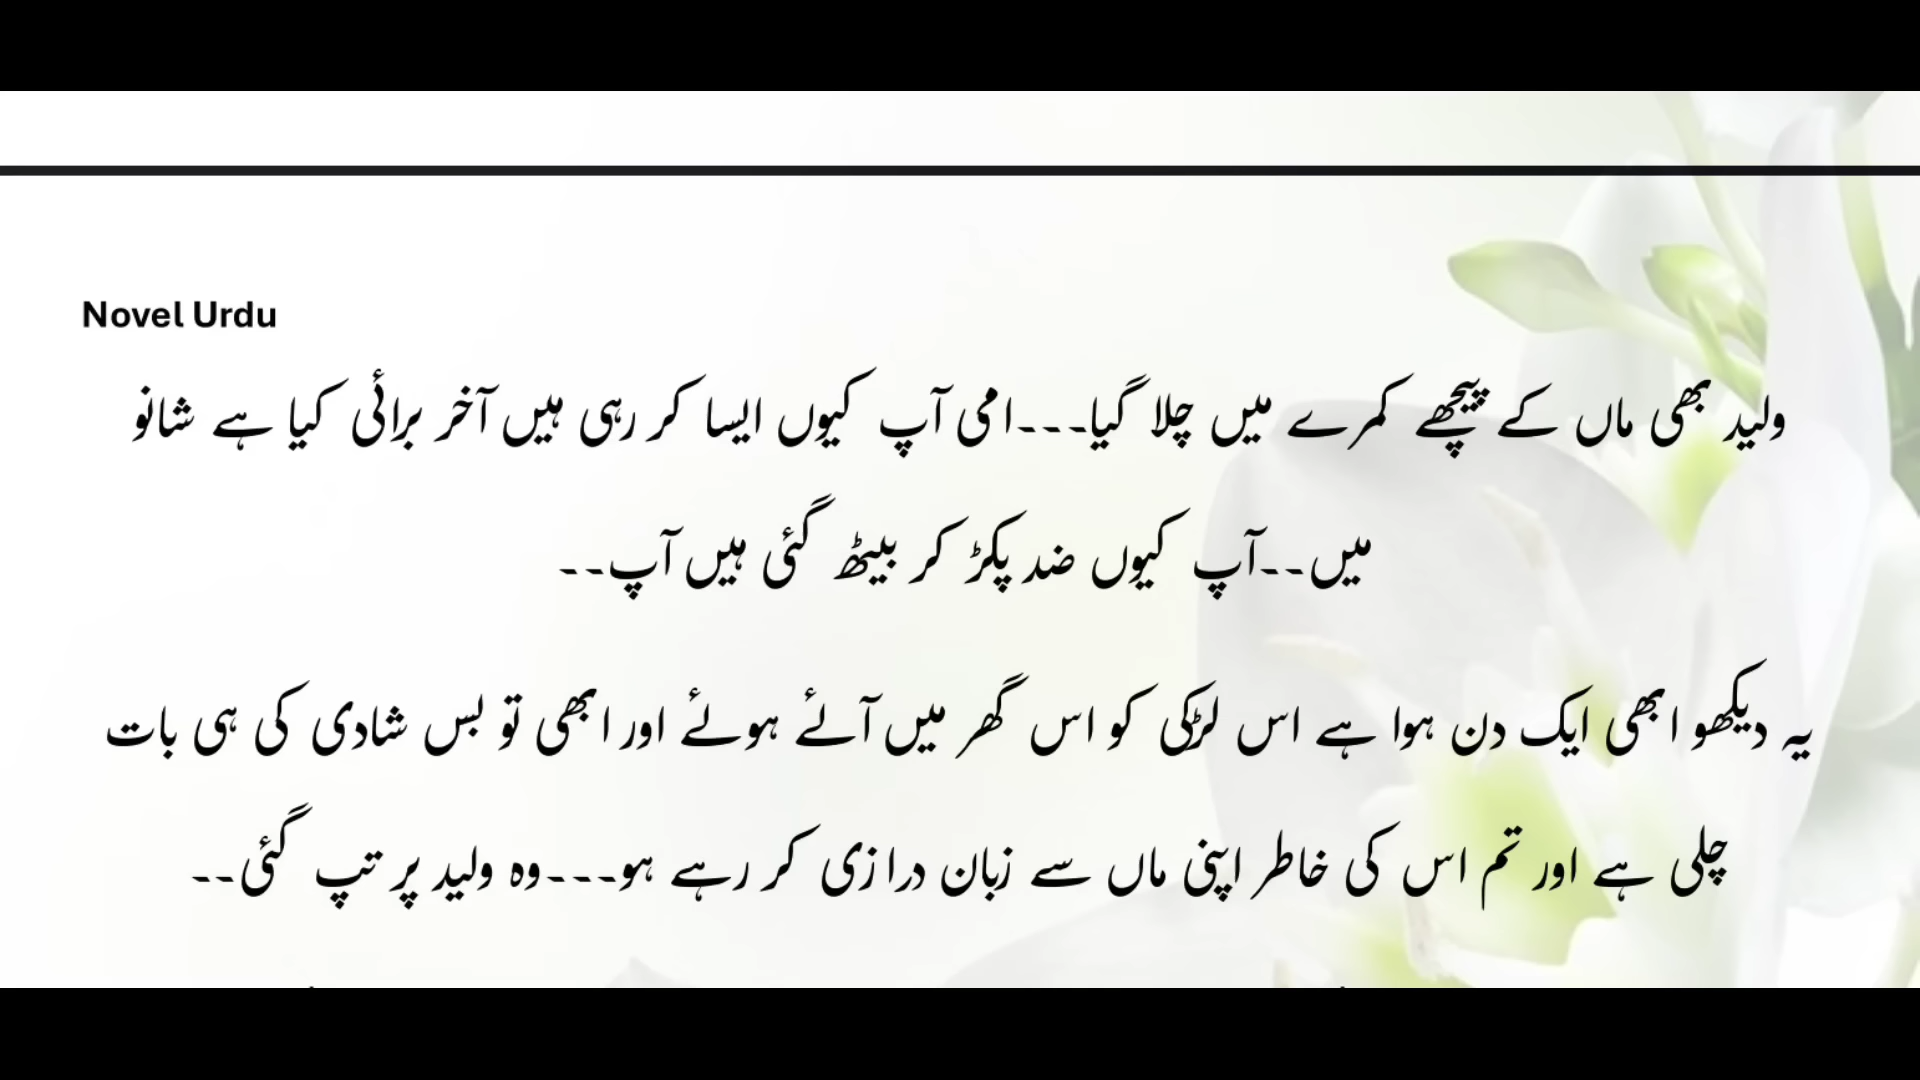 Novel Urdu
ولید بھی ماں کے پیچھے کمرے میں چلا گیا۔۔۔امی آپ کیوں ایسا کر رہی ہیں آخر برائی کیا ہے شانو
میں۔۔آپ کیوں ضد پکڑ کر بیٹھ گئی ہیں آپ۔۔
یہ دیکھو ابھی ایک دن ہوا ہے اس لڑکی کو اس گھر میں آئے ہوئے اور ابھی تو بس شادی کی ہی بات
چلی ہے اور تم اس کی خاطر اپنی ماں سے زبان درازی کر رہے ہو۔۔۔وہ ولید پر تپ گئی۔۔